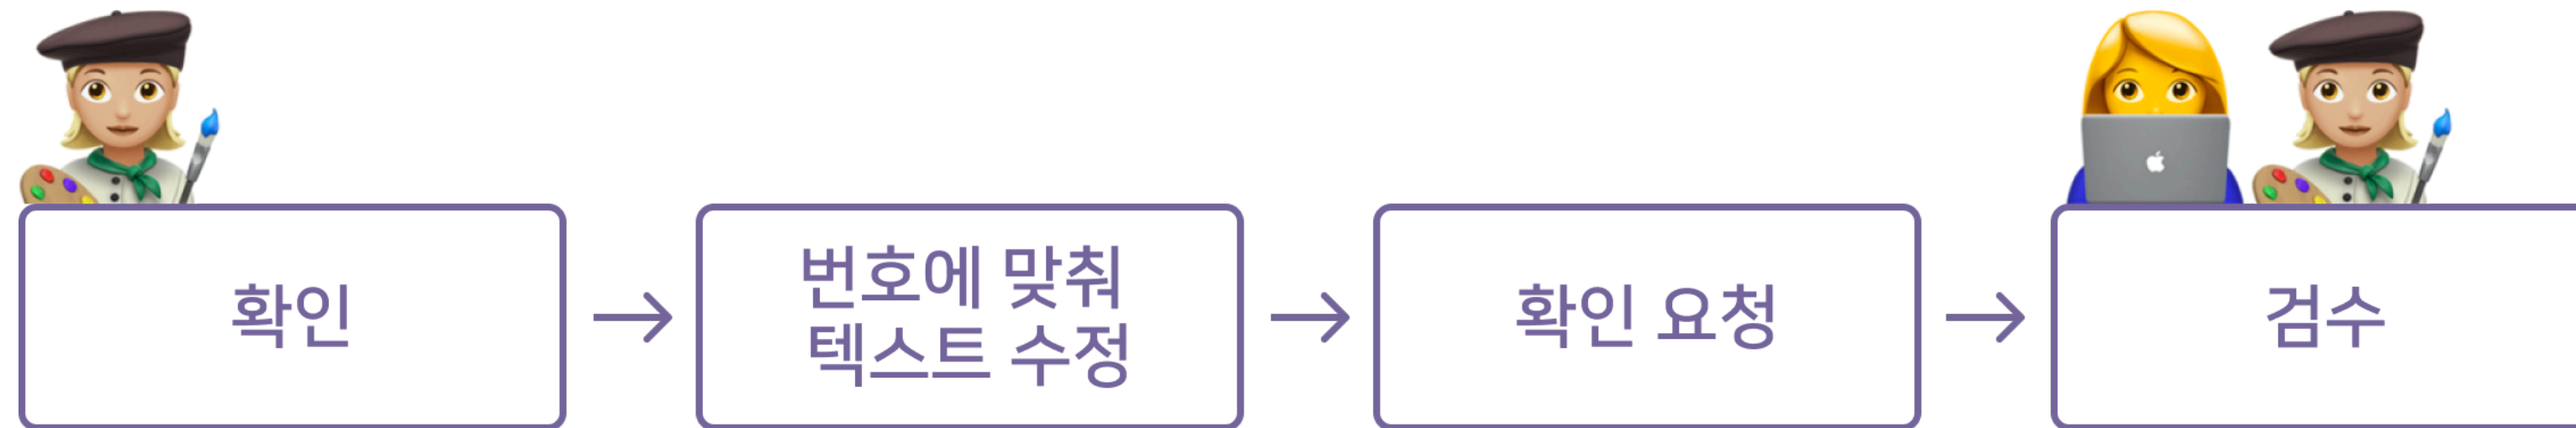 확인
번호에 맞춰
텍스트 수정
확인 요청
검수